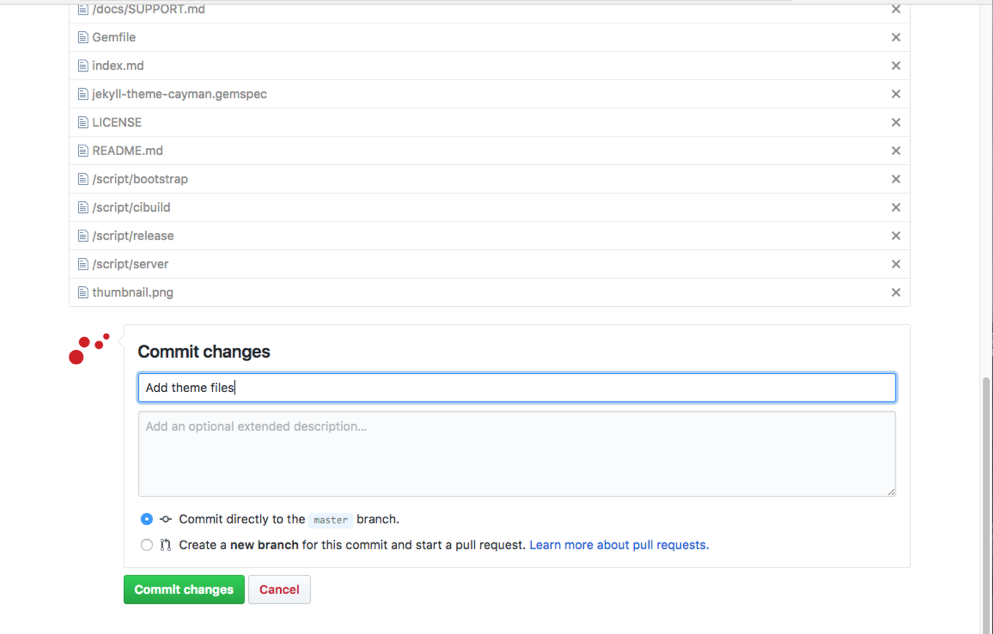 /docs/SUPPORT.md
Gemfile
index.md
jekyll-theme-cayman.gemspec
LICENSE
README.md
/script/bootstrap
/script/cibuild
/script/release
/script/server
thumbnail.png
Commit changes
Add theme files
Add an optional extended description...
Commit directly to the master branch.
Create a new branch for this commit and start a pull request. Learn more about pull requests.
Commit changes Cancel